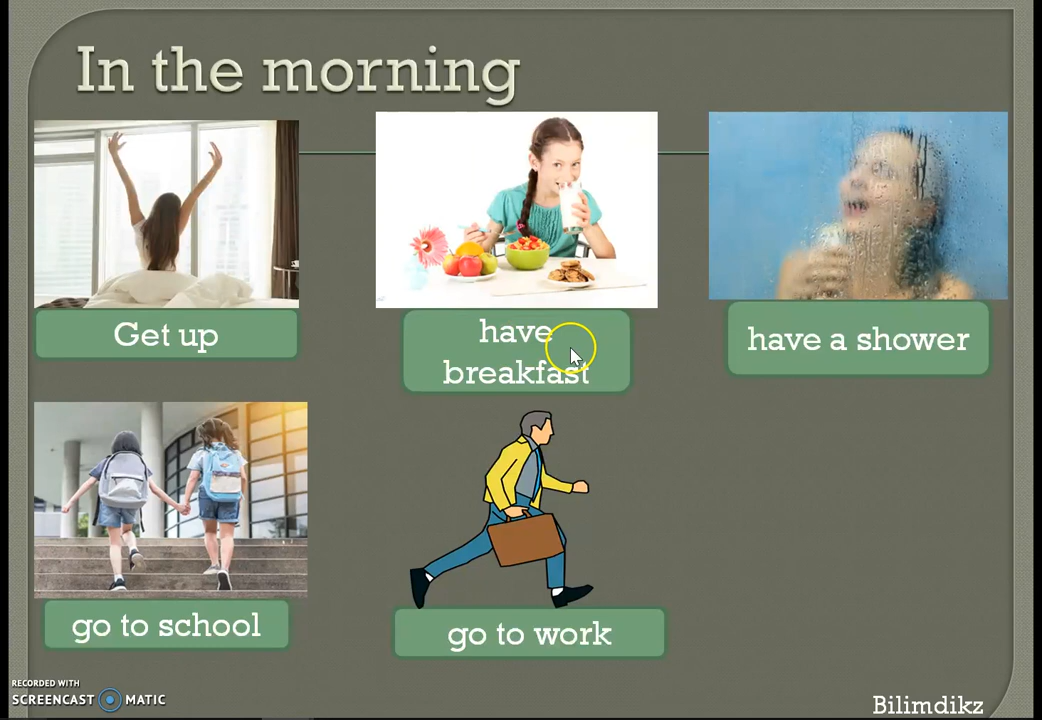 In the morning
Get up
have
breakfast
have a shower
go to school
go to work
RECORDED WITH
SCREENCAST MATIC
Bilimdikz